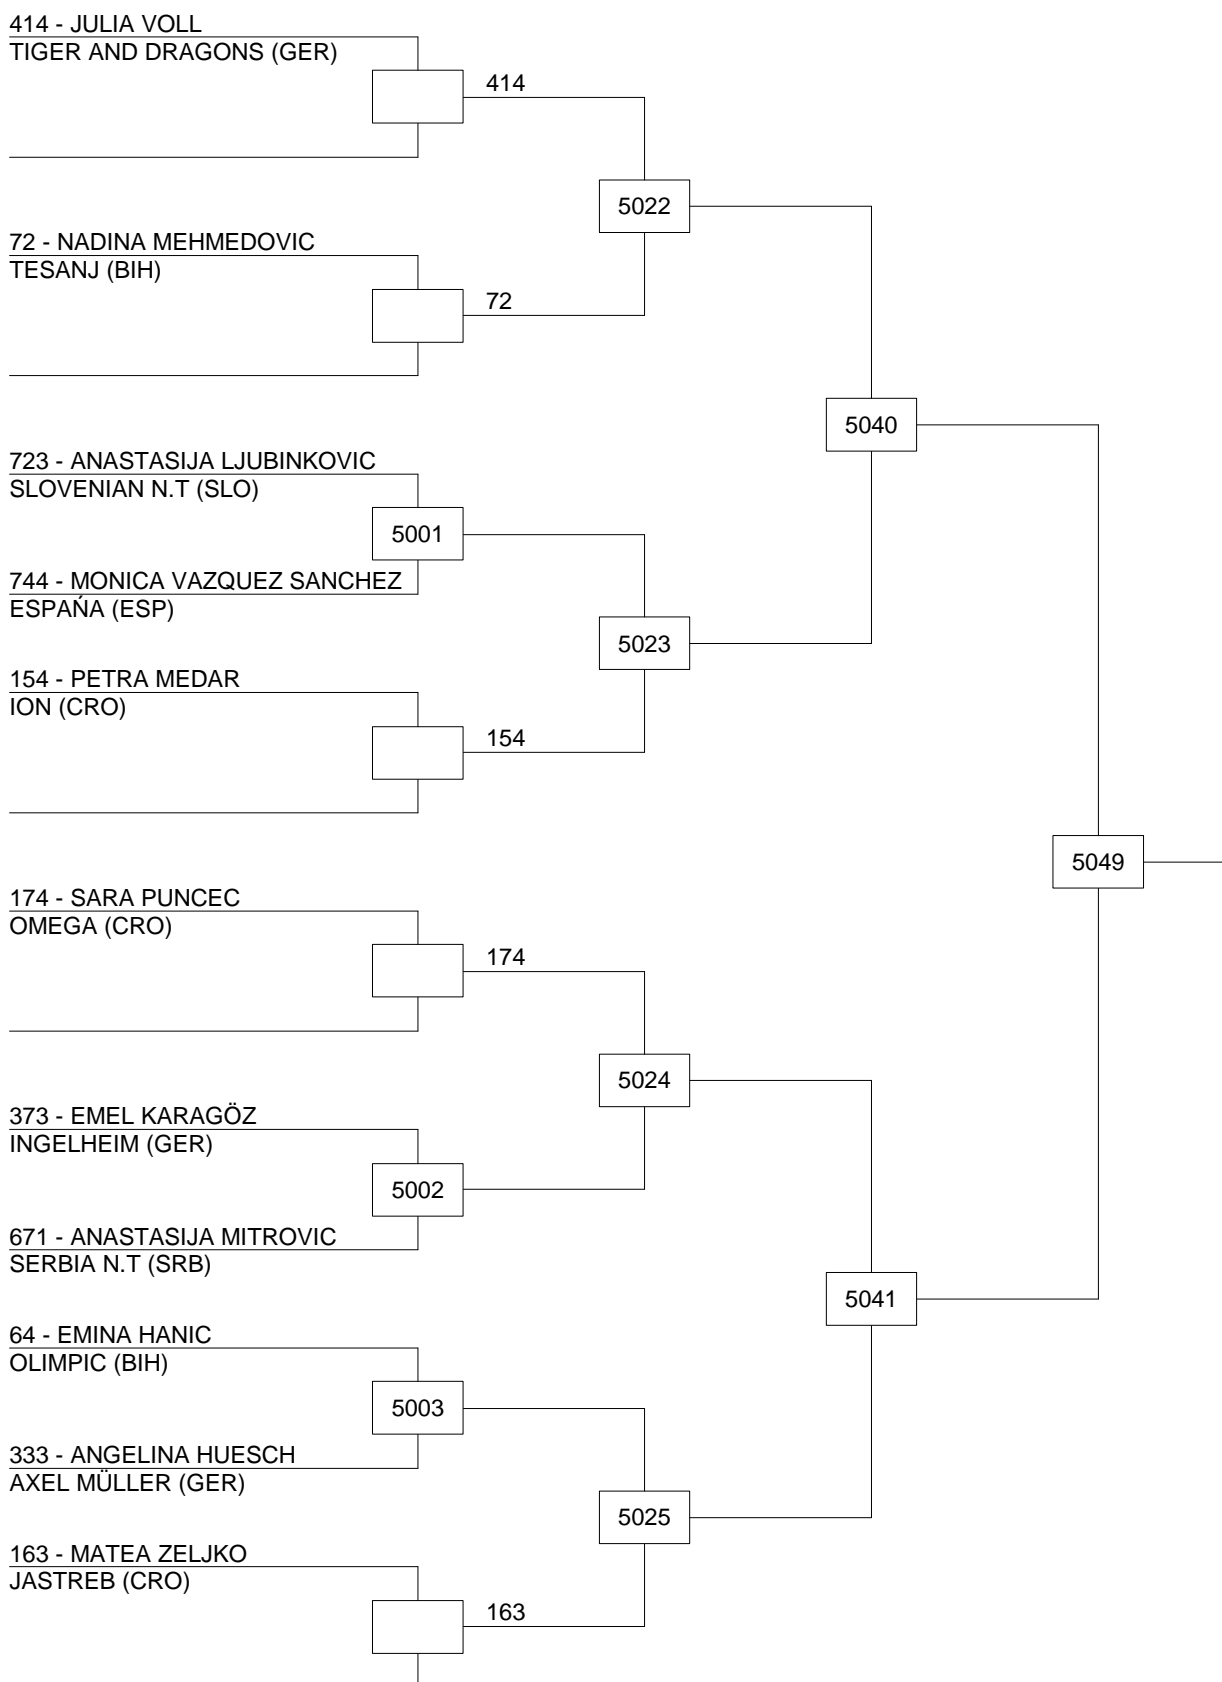 414 - JULIA VOLL
TIGER AND DRAGONS (GER)
414
5022
72 - NADINA MEHMEDOVIC
TESANJ (BIH)
72
5040
723 - ANASTASIJA LJUBINKOVIC
SLOVENIAN N.T (SLO)
5001
744 - MONICA VAZQUEZ SANCHEZ
ESPAŃA (ESP)
5023
154 - PETRA MEDAR
ION (CRO)
154
5049
174 - SARA PUNCEC
OMEGA (CRO)
174
5024
373 - EMEL KARAGÖZ
INGELHEIM (GER)
5002
671 - ANASTASIJA MITROVIC
SERBIA N.T (SRB)
5041
64 - EMINA HANIC
OLIMPIC (BIH)
5003
333 - ANGELINA HUESCH
AXEL MÜLLER (GER)
5025
163 - MATEA ZELJKO
JASTREB (CRO)
163